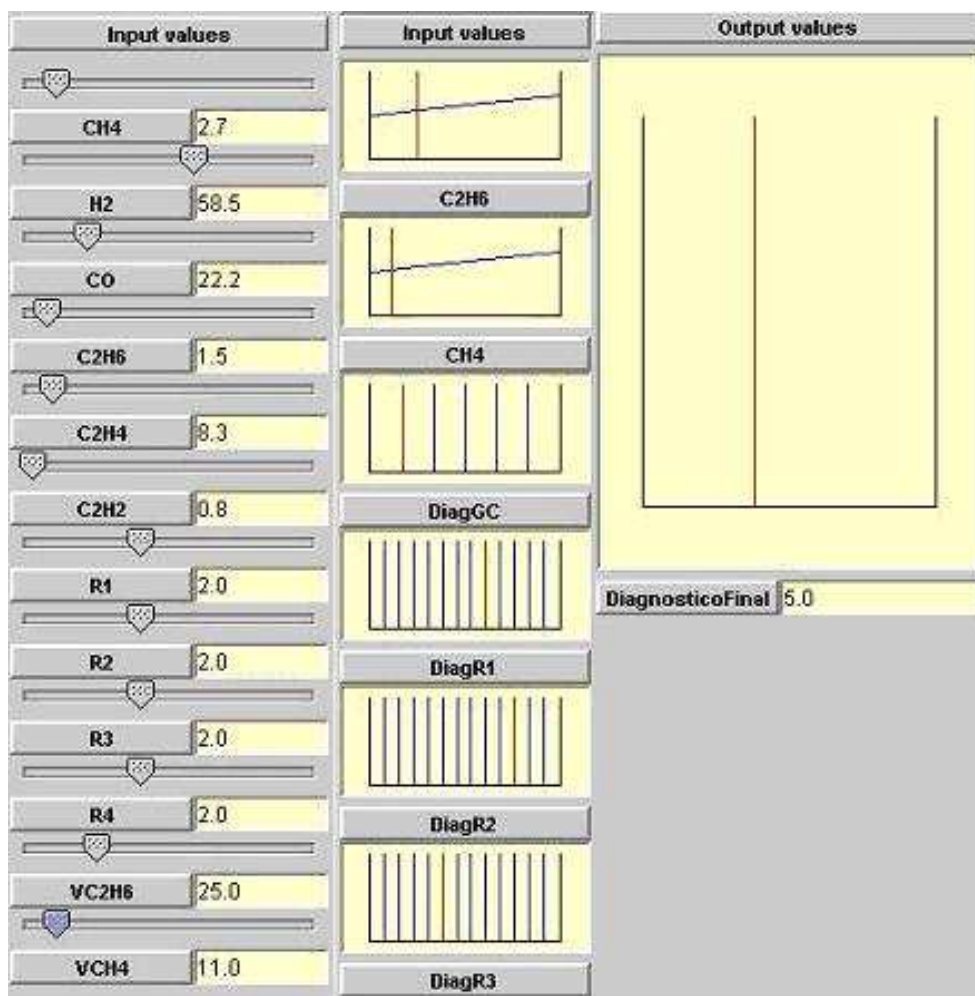 Input values
CH4 2.7
H2 58.5
CO 22.2
C2H6 1.5
C2H4 8.3
C2H2 0.8
R1 2.0
R2 2.0
R3 2.0
R4 2.0
VC2H6 25.0
VCH4 11.0
Input values
C2H6
CH4
DiagGC
DiagR1
DiagR2
DiagR3
Output values
DiagnosticoFinal 5.0